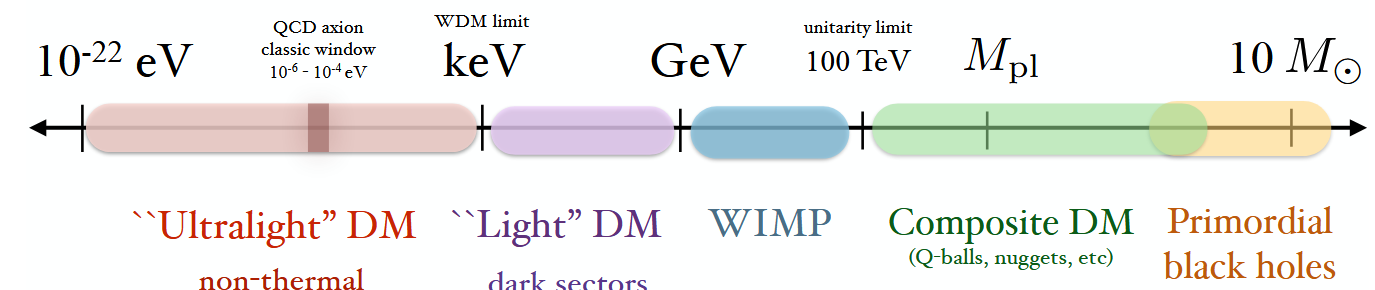 10-22 eV
QCD axion
classic window
10-6 - 10-4 eV
WDM limit
keV
GeV
unitarity limit
100 TeV
Mpl
10 M☉
``Ultralight” DM
non-thermal
``Light” DM
dark sectors
WIMP
Composite DM
(Q-balls, nuggets, etc)
Primordial
black holes